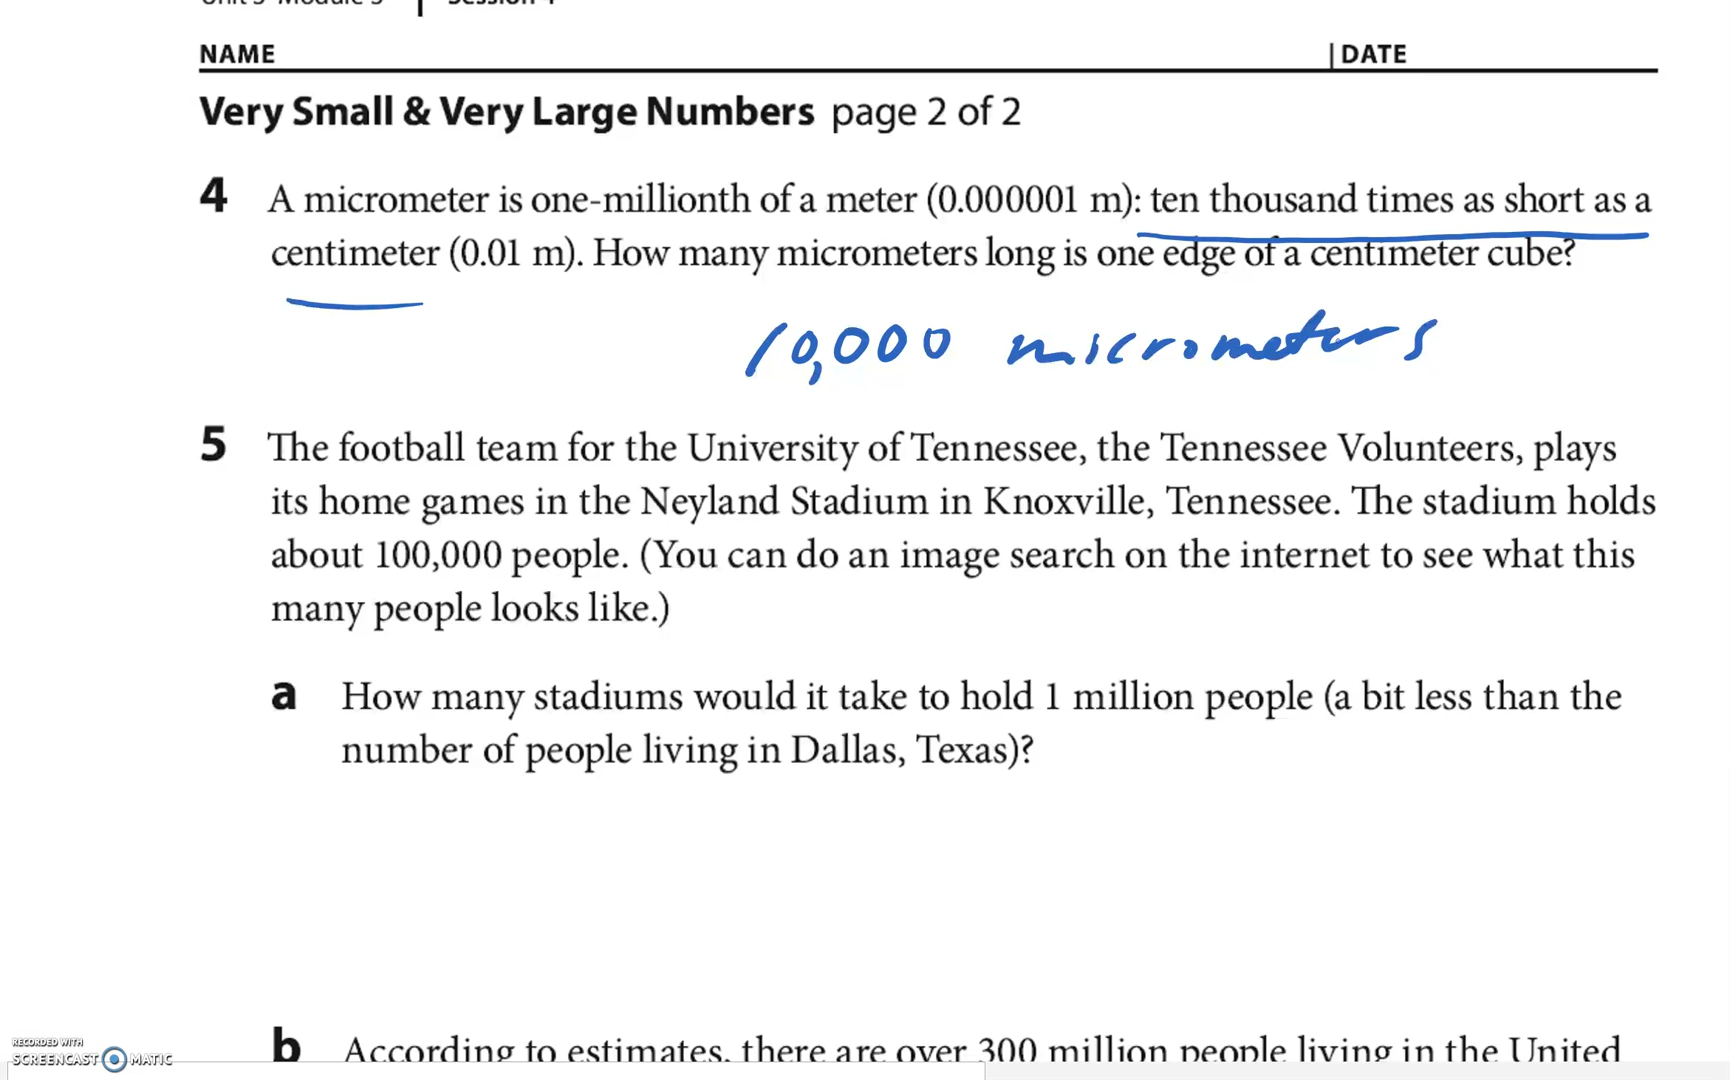 Unit 3 Module 3 | Session 4
NAME | DATE
Very Small & Very Large Numbers page 2 of 2
4 A micrometer is one-millionth of a meter (0.000001 m): ten thousand times as short as a
centimeter (0.01 m). How many micrometers long is one edge of a centimeter cube?
10,000 micrometers
5 The football team for the University of Tennessee, the Tennessee Volunteers, plays
its home games in the Neyland Stadium in Knoxville, Tennessee. The stadium holds
about 100,000 people. (You can do an image search on the internet to see what this
many people looks like.)
a How many stadiums would it take to hold 1 million people (a bit less than the
number of people living in Dallas, Texas)?
b According to estimates, there are over 300 million people living in the United
RECORDED WITH
SCREENCAST MATIC